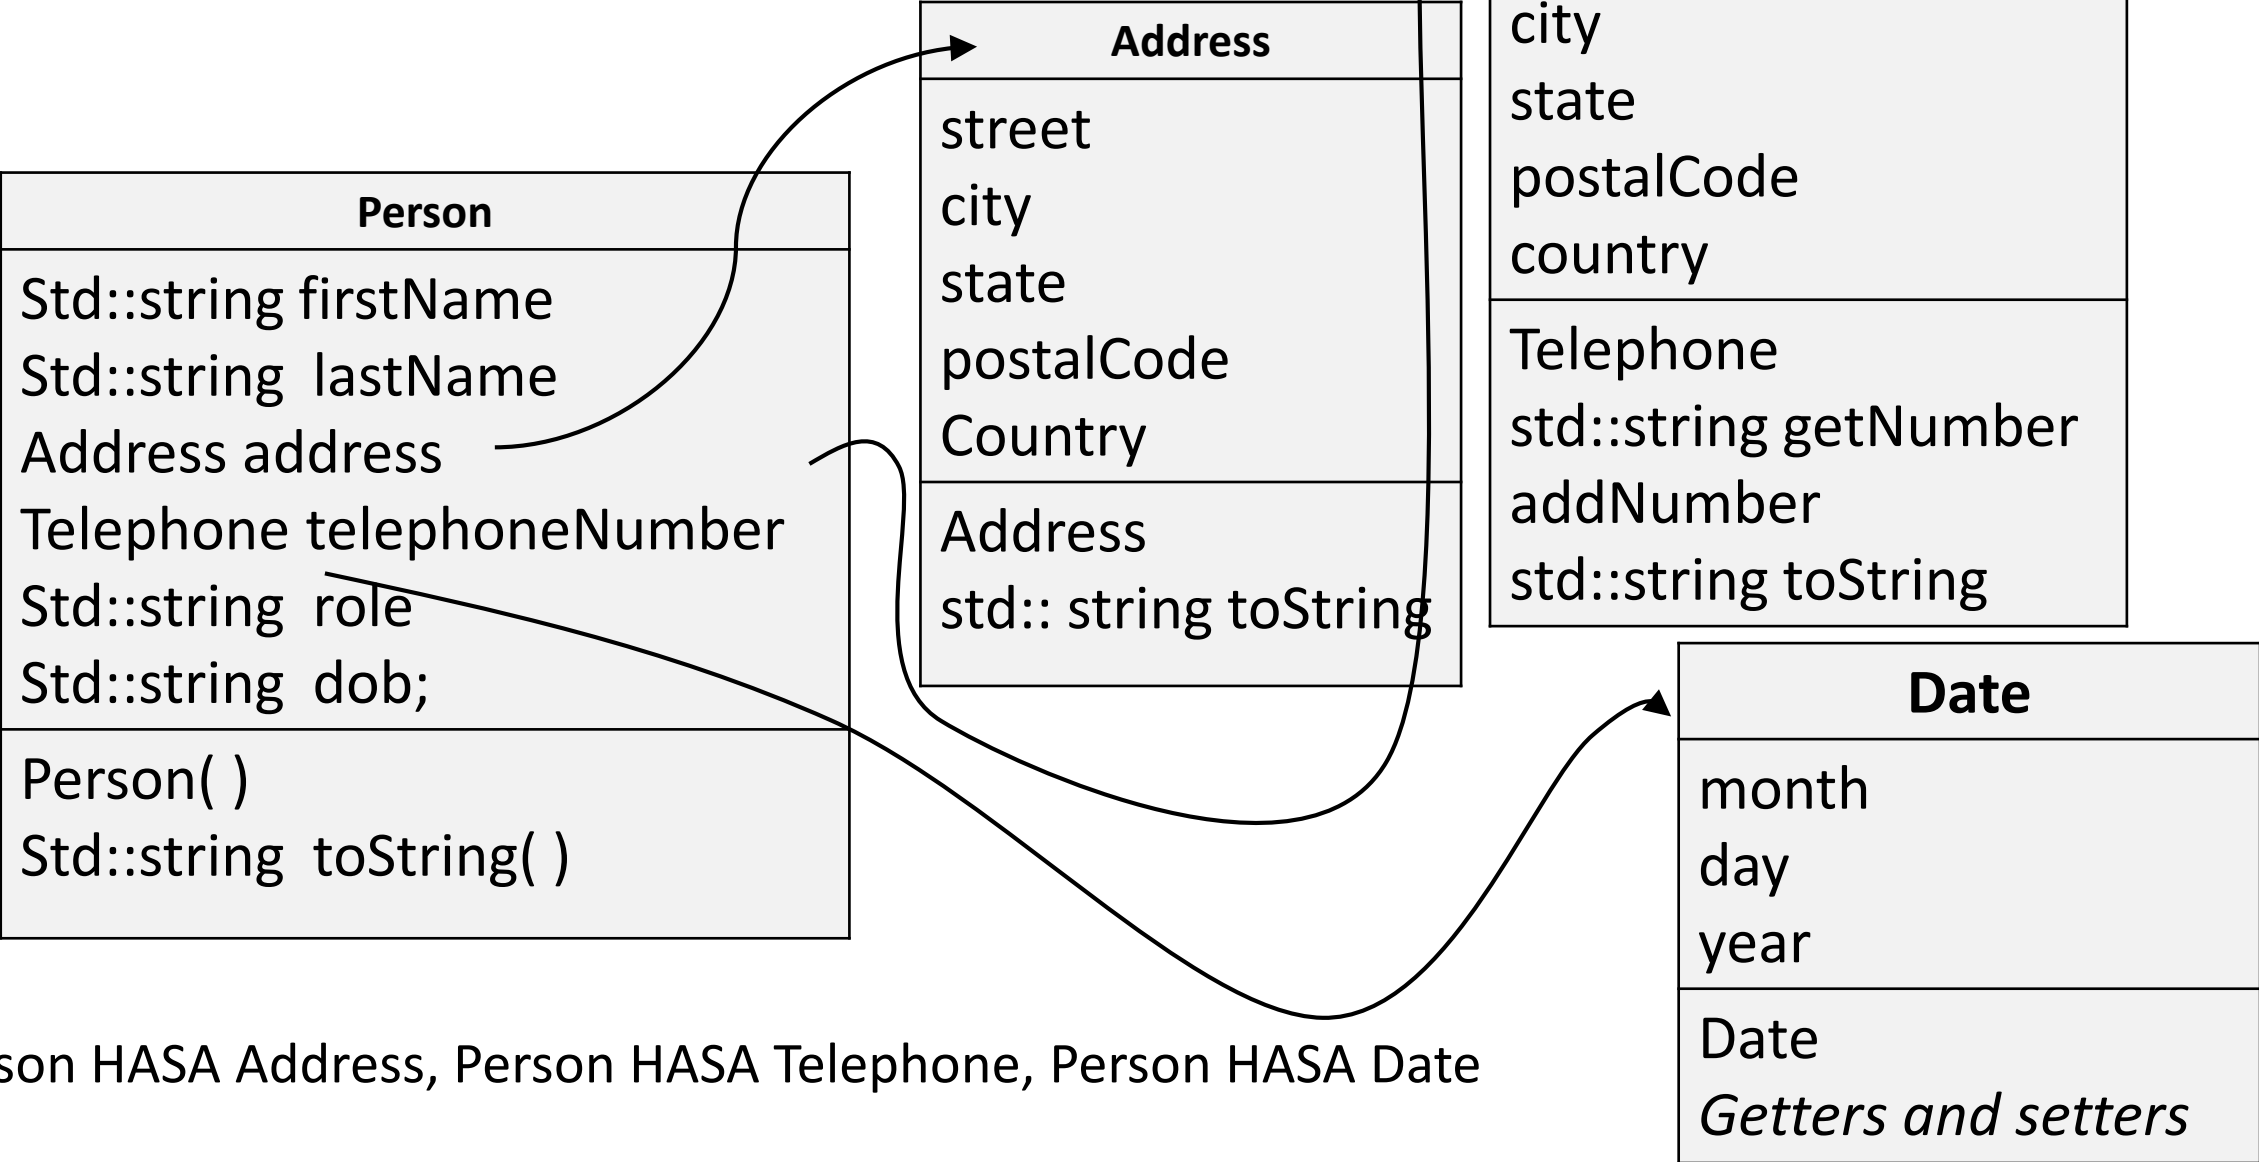 Person
Std::string firstName
Std::string  lastName
Address address
Telephone telephoneNumber
Std::string  role
Std::string  dob;
Person( )
Std::string  toString( )
Address
street
city
state
postalCode
Country
Address
std:: string toString
city
state
postalCode
country
Telephone
std::string getNumber
addNumber
std::string toString
Date
month
day
year
Date
Getters and setters
son HASA Address, Person HASA Telephone, Person HASA Date